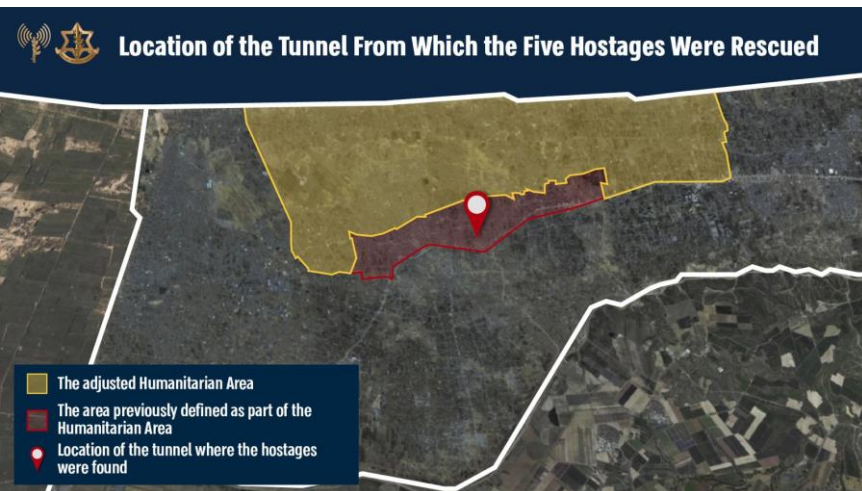 Location of the Tunnel From Which the Five Hostages Were Rescued
The adjusted Humanitarian Area
The area previously defined as part of the
Humanitarian Area
Location of the tunnel where the hostages
were found